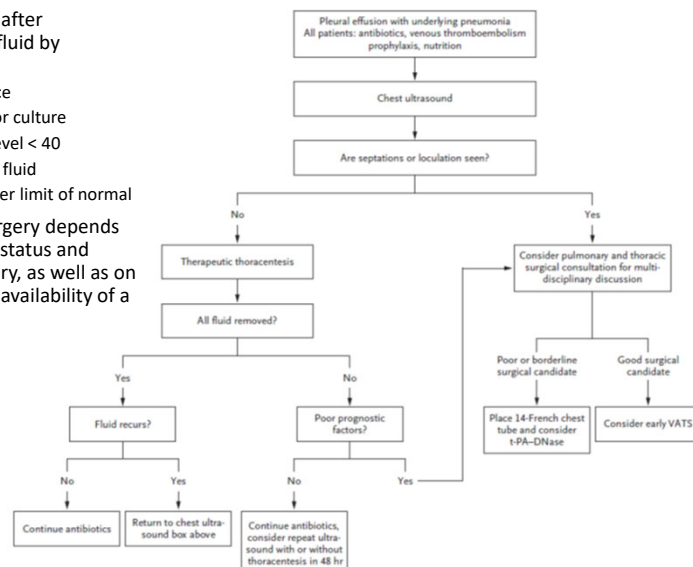 after
fluid by
ce
or culture
evel < 40
fluid
er limit of normal
rgery depends
status and
ry, as well as on
availability of a
Pleural effusion with underlying pneumonia
All patients: antibiotics, venous thromboembolism
prophylaxis, nutrition
Chest ultrasound
Are septations or loculation seen?
No
Yes
Therapeutic thoracentesis
Consider pulmonary and thoracic
surgical consultation for multi-
disciplinary discussion
All fluid removed?
Yes
No
Poor or borderline
surgical candidate
Good surgical
candidate
Fluid recurs?
Poor prognostic
factors?
Place 14-French chest
tube and consider
t-PA–DNase
Consider early VATS
No
Yes
No
Yes
Continue antibiotics
Return to chest ultra-
sound box above
Continue antibiotics,
consider repeat ultra-
sound with or without
thoracentesis in 48 hr